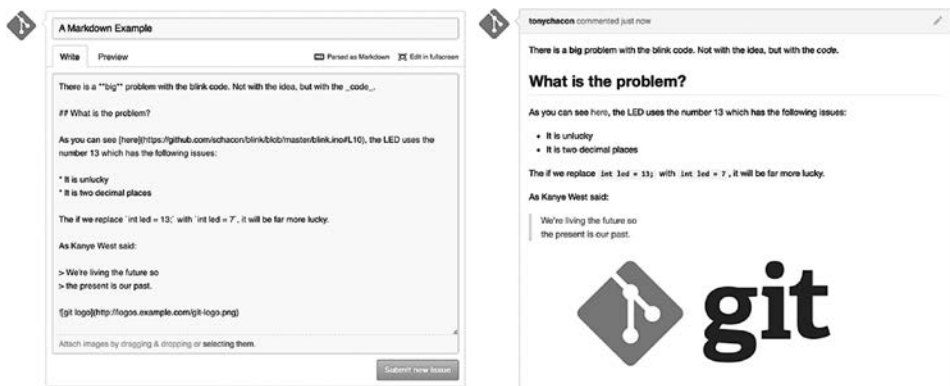 A Markdown Example
Write Preview Parsed as Markdown Edit in fullscreen
There is a **big** problem with the blink code. Not with the idea, but with the _code_.
## What is the problem?
As you can see [here](https://github.com/schacon/blink/blob/master/blink.ino#L10), the LED uses the
number 13 which has the following issues:
* It is unlucky
* It is two decimal places
The if we replace `int led = 13;` with `int led = 7`, it will be far more lucky.
As Kanye West said:
> We're living the future so
> the present is our past.
![git logo](http://logos.example.com/git-logo.png)
Attach images by dragging & dropping or selecting them.
Submit new issue
tonychacon commented just now
There is a big problem with the blink code. Not with the idea, but with the code.
What is the problem?
As you can see here, the LED uses the number 13 which has the following issues:
• It is unlucky
• It is two decimal places
The if we replace int led = 13; with int led = 7, it will be far more lucky.
As Kanye West said:
We're living the future so
the present is our past.
git